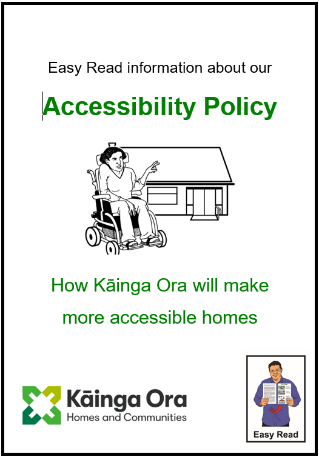 Easy Read information about our
Accessibility Policy
How Kāinga Ora will make
more accessible homes
Kāinga Ora
Homes and Communities
Easy Read